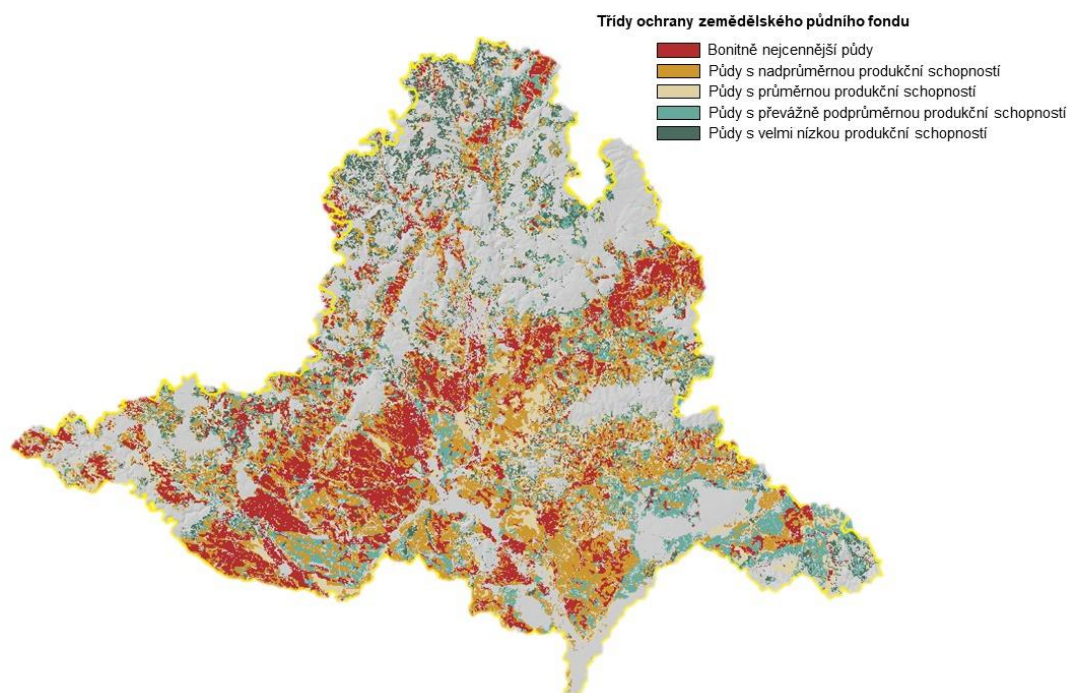 Třídy ochrany zemědělského půdního fondu
Bonitně nejcennější půdy
Půdy s nadprůměrnou produkční schopností
Půdy s průměrnou produkční schopností
Půdy s převážně podprůměrnou produkční schopností
Půdy s velmi nízkou produkční schopností